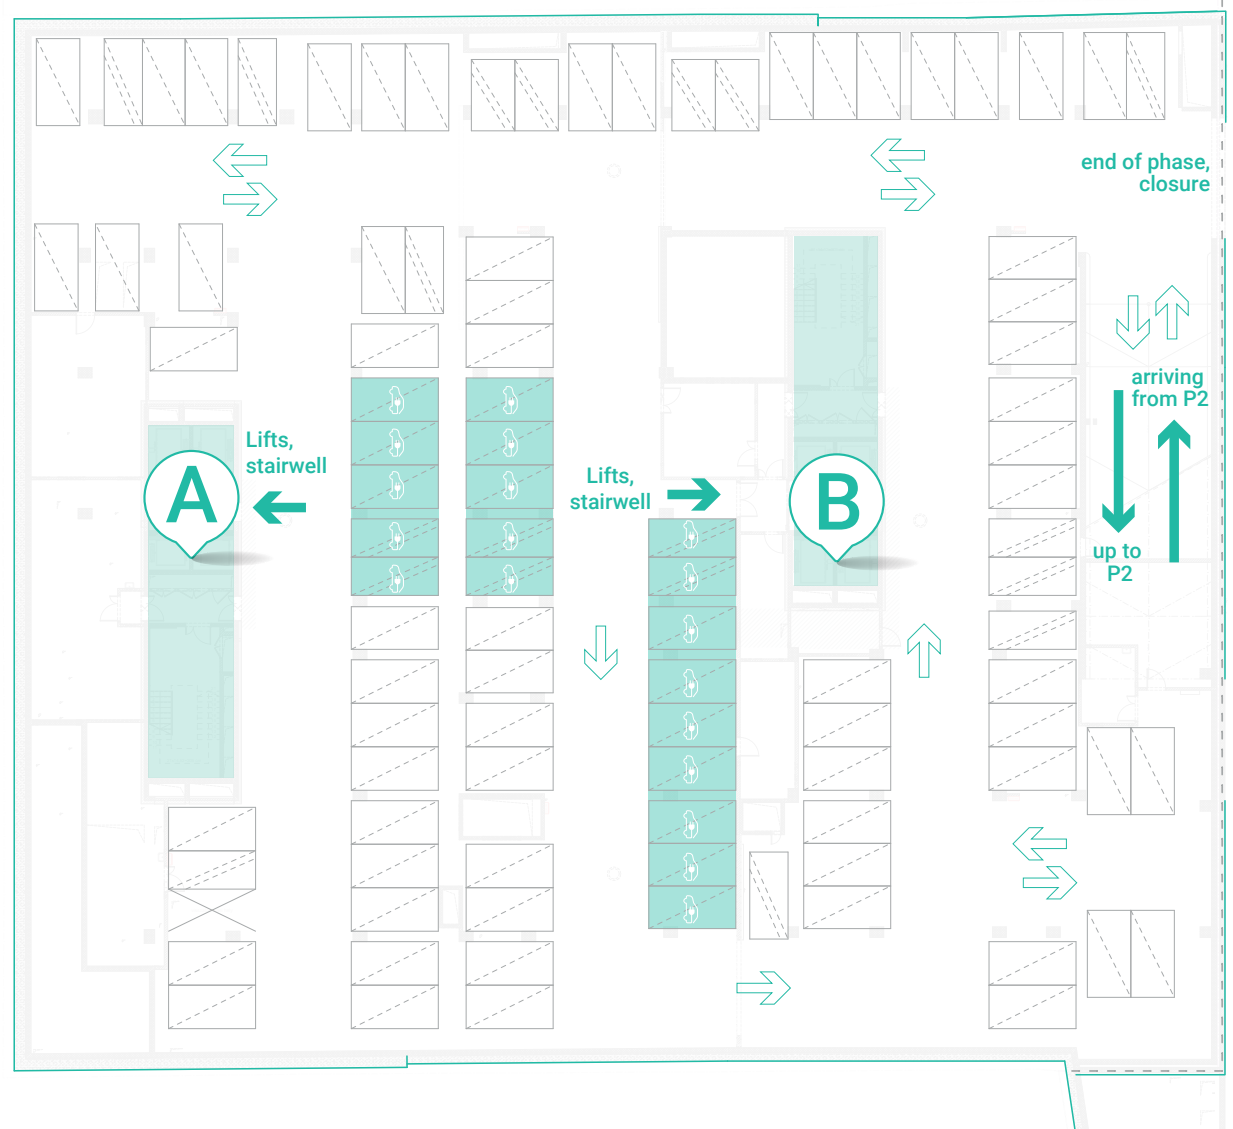 end of phase,
closure
arriving
from P2
Lifts,
stairwell
A
Lifts,
stairwell
B
up to
P2